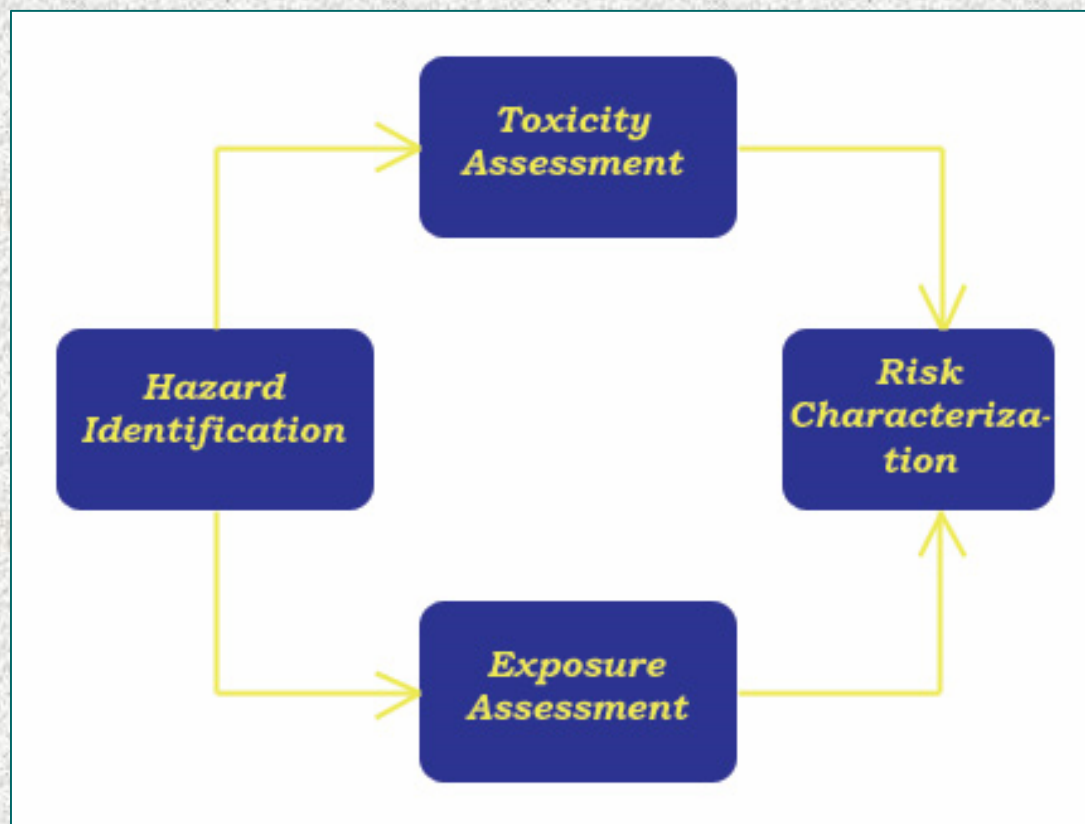 Toxicity
Assessment
Hazard
Identification
Risk
Characteriza-
tion
Exposure
Assessment